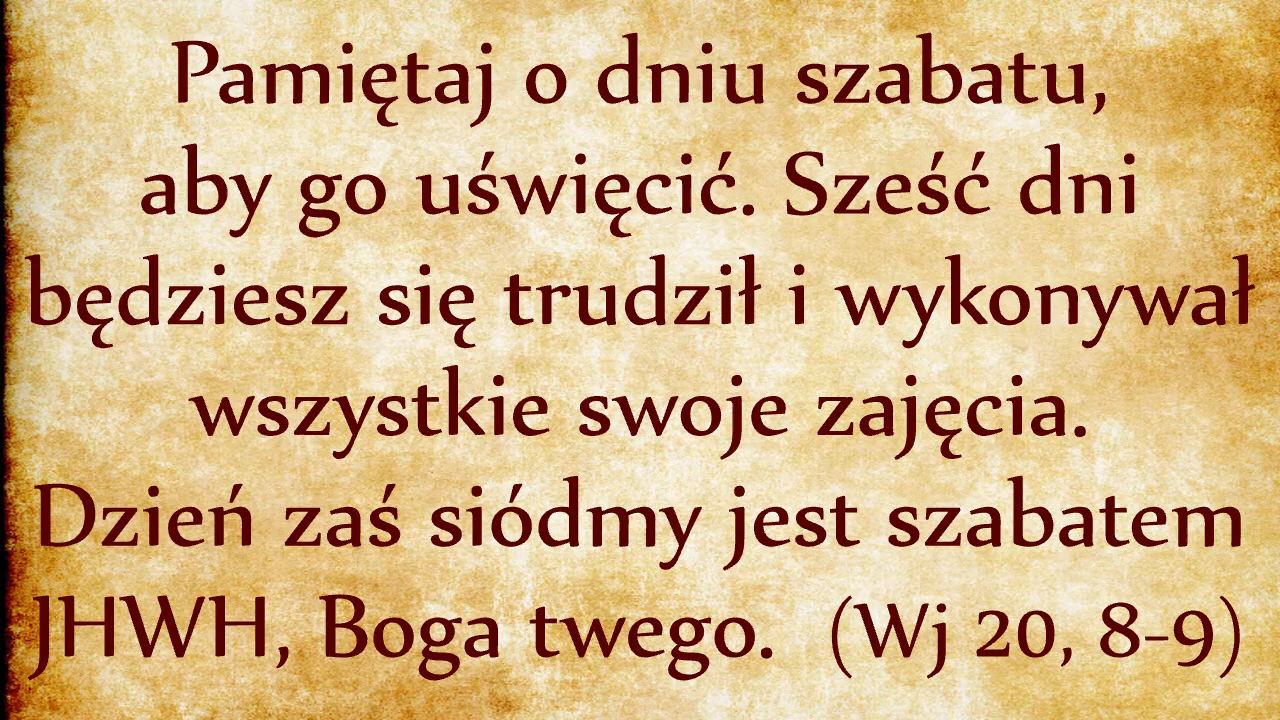 Pamiętaj o dniu szabatu,
aby go uświęcić. Sześć dni
będziesz się trudził i wykonywał
wszystkie swoje zajęcia.
Dzień zaś siódmy jest szabatem
JHWH, Boga twego. (Wj 20, 8-9)